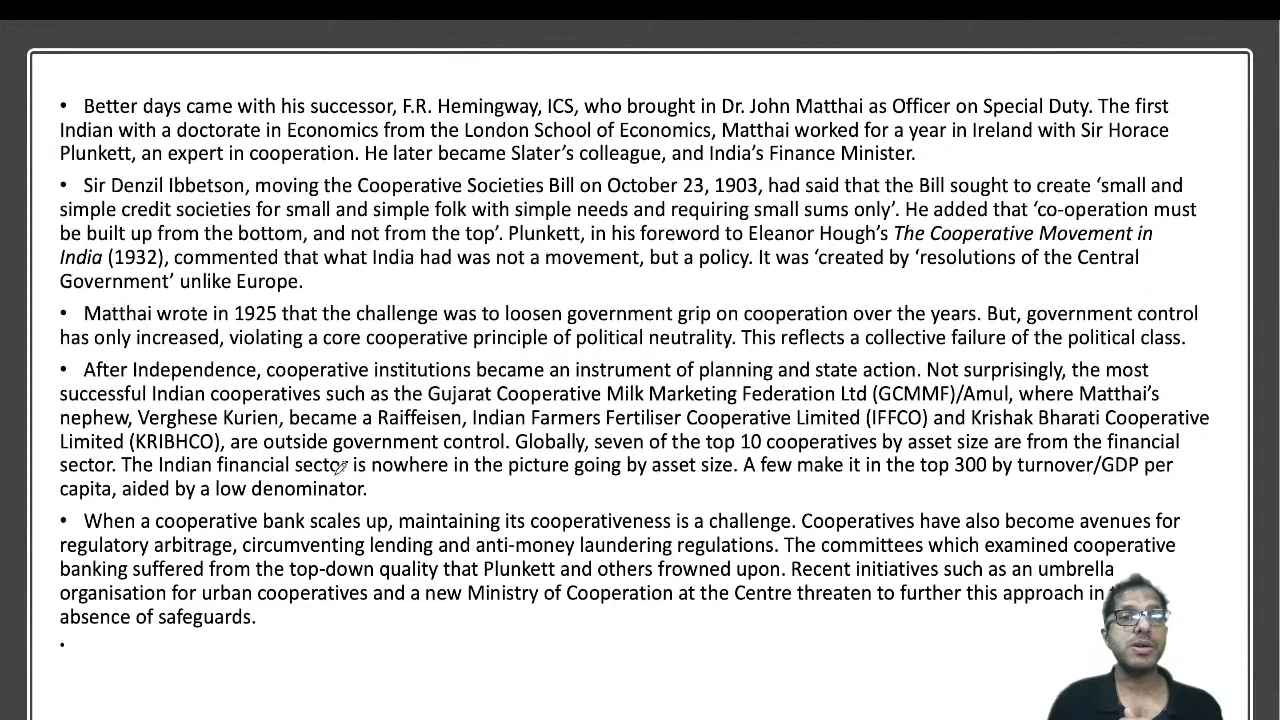 • Better days came with his successor, F.R. Hemingway, ICS, who brought in Dr. John Matthai as Officer on Special Duty. The first
Indian with a doctorate in Economics from the London School of Economics, Matthai worked for a year in Ireland with Sir Horace
Plunkett, an expert in cooperation. He later became Slater’s colleague, and India’s Finance Minister.
• Sir Denzil Ibbetson, moving the Cooperative Societies Bill on October 23, 1903, had said that the Bill sought to create ‘small and
simple credit societies for small and simple folk with simple needs and requiring small sums only’. He added that ‘co-operation must
be built up from the bottom, and not from the top’. Plunkett, in his foreword to Eleanor Hough’s The Cooperative Movement in
India (1932), commented that what India had was not a movement, but a policy. It was ‘created by ‘resolutions of the Central
Government’ unlike Europe.
• Matthai wrote in 1925 that the challenge was to loosen government grip on cooperation over the years. But, government control
has only increased, violating a core cooperative principle of political neutrality. This reflects a collective failure of the political class.
• After Independence, cooperative institutions became an instrument of planning and state action. Not surprisingly, the most
successful Indian cooperatives such as the Gujarat Cooperative Milk Marketing Federation Ltd (GCMMF)/Amul, where Matthai’s
nephew, Verghese Kurien, became a Raiffeisen, Indian Farmers Fertiliser Cooperative Limited (IFFCO) and Krishak Bharati Cooperative
Limited (KRIBHCO), are outside government control. Globally, seven of the top 10 cooperatives by asset size are from the financial
sector. The Indian financial sector is nowhere in the picture going by asset size. A few make it in the top 300 by turnover/GDP per
capita, aided by a low denominator.
• When a cooperative bank scales up, maintaining its cooperativeness is a challenge. Cooperatives have also become avenues for
regulatory arbitrage, circumventing lending and anti-money laundering regulations. The committees which examined cooperative
banking suffered from the top-down quality that Plunkett and others frowned upon. Recent initiatives such as an umbrella
organisation for urban cooperatives and a new Ministry of Cooperation at the Centre threaten to further this approach in
absence of safeguards.
•